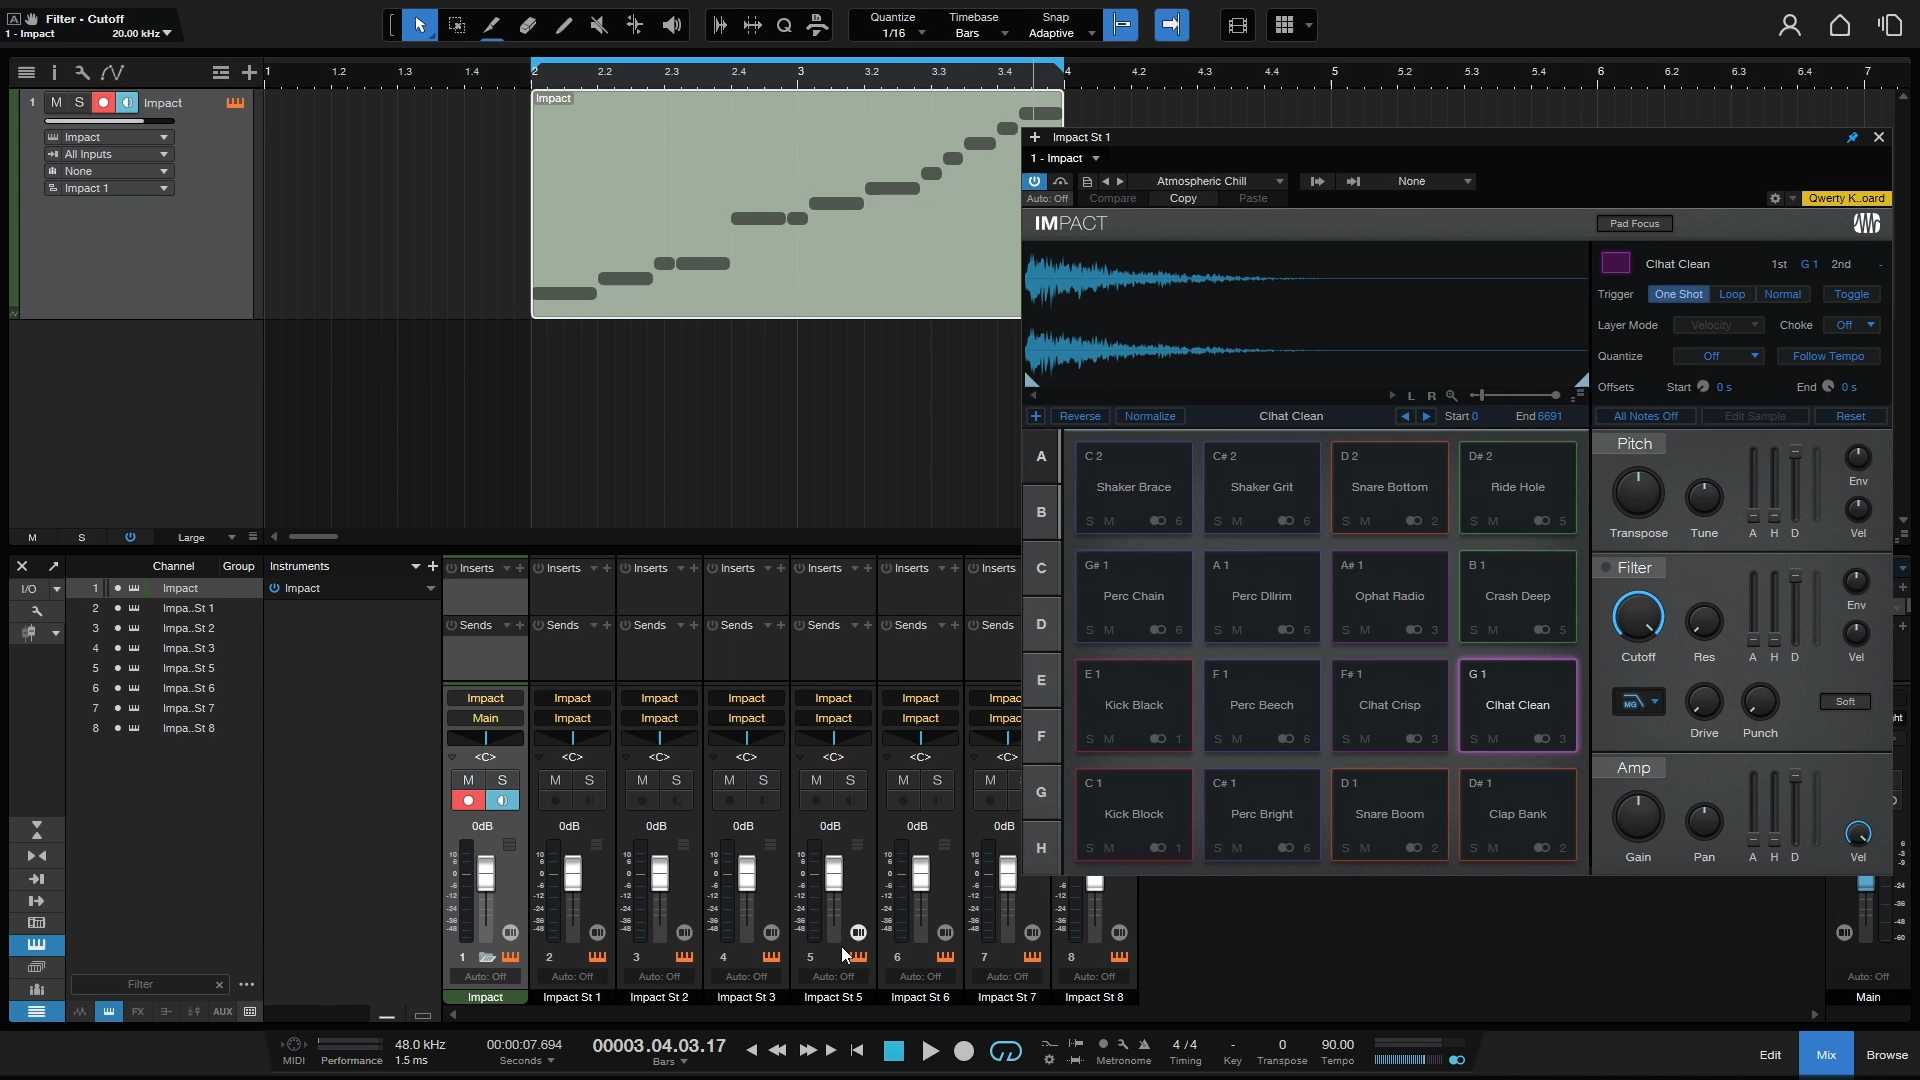 Filter - Cutoff
1 - Impact 20.00 kHz
Quantize Timebase Snap
1/16 Bars Adaptive
1 1.2 1.3 1.4 2 2.2 2.3 2.4 3 3.2 3.3 3.4 4 4.2 4.3 4.4 5 5.2 5.3 5.4 6 6.2 6.3 6.4 7
1 M S Impact
Impact
All Inputs
None
Impact 1
Impact
Impact St 1
1 - Impact
Atmospheric Chill None
Auto: Off Compare Copy Paste Qwerty K..oard
IMPACT Pad Focus
Clhat Clean 1st G 1 2nd -
Trigger One Shot Loop Normal Toggle
Layer Mode Velocity Choke Off
Quantize Off Follow Tempo
Offsets Start 0 s End 0 s
L R
Reverse Normalize Clhat Clean Start 0 End 6691
All Notes Off Edit Sample Reset
A B C D E F G H
C 2 C# 2 D 2 D# 2
Shaker Brace Shaker Grit Snare Bottom Ride Hole
S M 6 S M 6 S M 2 S M 5
G# 1 A 1 A# 1 B 1
Perc Chain Perc Dllrim Ophat Radio Crash Deep
S M 6 S M 6 S M 3 S M 5
E 1 F 1 F# 1 G 1
Kick Black Perc Beech Clhat Crisp Clhat Clean
S M 1 S M 6 S M 3 S M 3
C 1 C# 1 D 1 D# 1
Kick Block Perc Bright Snare Boom Clap Bank
S M 1 S M 6 S M 2 S M 2
Pitch
Env
Transpose Tune A H D Vel
Filter
Env
Cutoff Res A H D Vel
MG Soft
Drive Punch
Amp
Gain Pan A H D Vel
M S Large
Channel Group Instruments
I/O
1 Impact Impact
2 Impa..St 1
3 Impa..St 2
4 Impa..St 3
5 Impa..St 5
6 Impa..St 6
7 Impa..St 7
8 Impa..St 8
Filter
FX AUX
Inserts Inserts Inserts Inserts Inserts Inserts Inserts
Sends Sends Sends Sends Sends Sends Sends
Impact Impact Impact Impact Impact Impact Impac
Main Impact Impact Impact Impact Impact Impac
<C> <C> <C> <C> <C> <C> <C>
M S M S M S M S M S M S M
0dB 0dB 0dB 0dB 0dB 0dB 0dB
1 2 3 4 5 6 7 8
Auto: Off Auto: Off Auto: Off Auto: Off Auto: Off Auto: Off Auto: Off Auto: Off Auto: Off
Impact Impact St 1 Impact St 2 Impact St 3 Impact St 5 Impact St 6 Impact St 7 Impact St 8 Main
MIDI Performance
48.0 kHz
1.5 ms
00:00:07.694
Seconds
00003.04.03.17
Bars
Metronome
4 / 4
Timing
-
Key
0
Transpose
90.00
Tempo
Edit Mix Browse